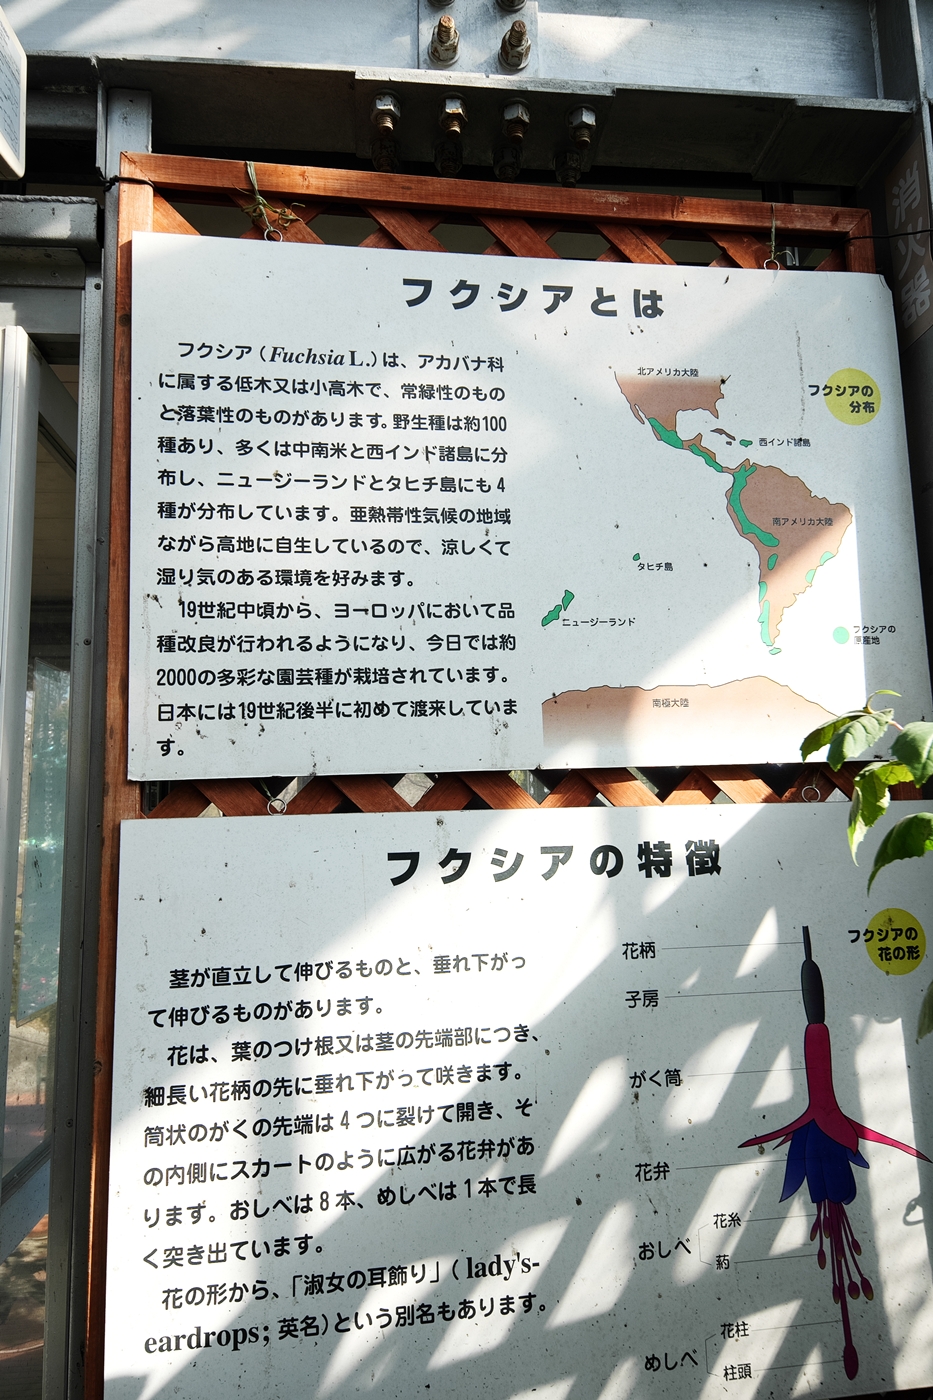 消火器
フクシアとは
フクシア（Fuchsia L.）は、アカバナ科
に属する低木又は小高木で、常緑性のもの
と落葉性のものがあります。野生種は約100
種あり、多くは中南米と西インド諸島に分
布し、ニュージーランドとタヒチ島にも4
種が分布しています。亜熱帯性気候の地域
ながら高地に自生しているので、涼しくて
湿り気のある環境を好みます。
19世紀中頃から、ヨーロッパにおいて品
種改良が行われるようになり、今日では約
2000の多彩な園芸種が栽培されています。
日本には19世紀後半に初めて渡来していま
す。
フクシアの
分布
北アメリカ大陸
西インド諸島
南アメリカ大陸
タヒチ島
ニュージーランド
フクシアの
原産地
南極大陸
フクシアの特徴
茎が直立して伸びるものと、垂れ下がっ
て伸びるものがあります。
花は、葉のつけ根又は茎の先端部につき、
細長い花柄の先に垂れ下がって咲きます。
筒状のがくの先端は4つに裂けて開き、そ
の内側にスカートのように広がる花弁があ
ります。おしべは8本、めしべは1本で長
く突き出ています。
花の形から、「淑女の耳飾り」（lady's-
eardrops；英名）という別名もあります。
フクシアの
花の形
花柄
子房
がく筒
花弁
おしべ
花糸
葯
めしべ
花柱
柱頭